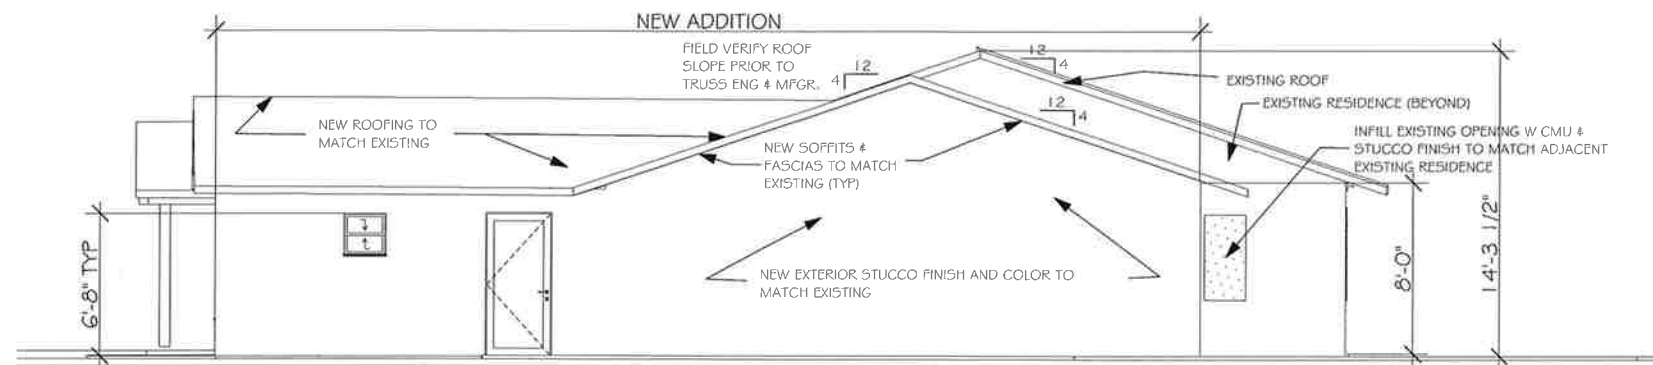 NEW ADDITION
FIELD VERIFY ROOF
SLOPE PRIOR TO
TRUSS ENG & MFGR.
12
4
12
4
12
4
EXISTING ROOF
EXISTING RESIDENCE (BEYOND)
INFILL EXISTING OPENING W CMU &
STUCCO FINISH TO MATCH ADJACENT
EXISTING RESIDENCE
NEW ROOFING TO
MATCH EXISTING
NEW SOFFITS &
FASCIAS TO MATCH
EXISTING (TYP)
NEW EXTERIOR STUCCO FINISH AND COLOR TO
MATCH EXISTING
6'-8" TYP
8'-0"
14'-3 1/2"